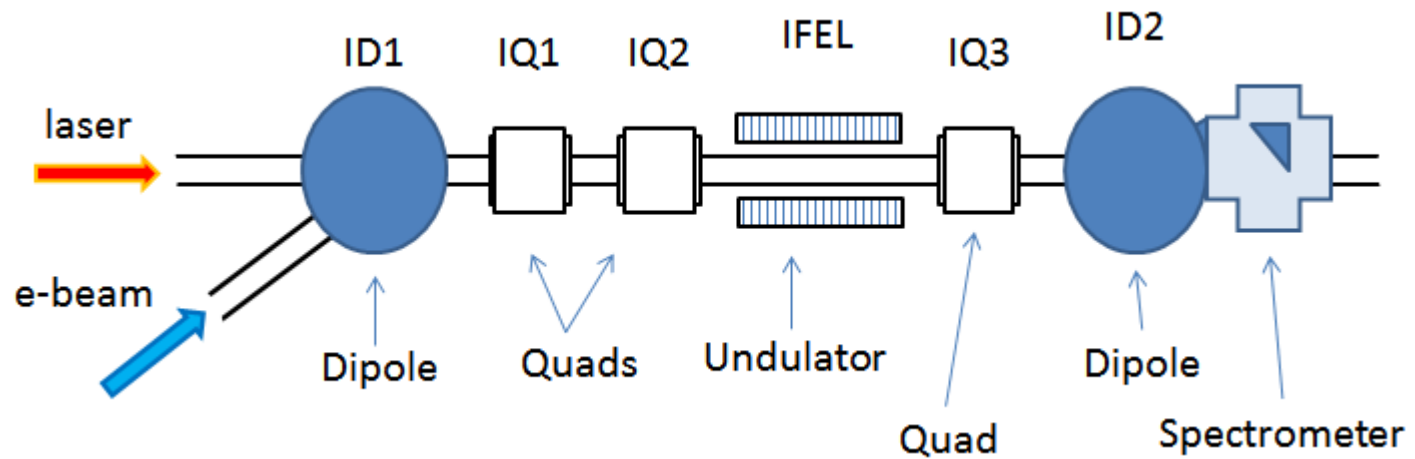 ID1
IQ1
IQ2
IFEL
IQ3
ID2
laser
e-beam
Dipole
Quads
Undulator
Quad
Dipole
Spectrometer